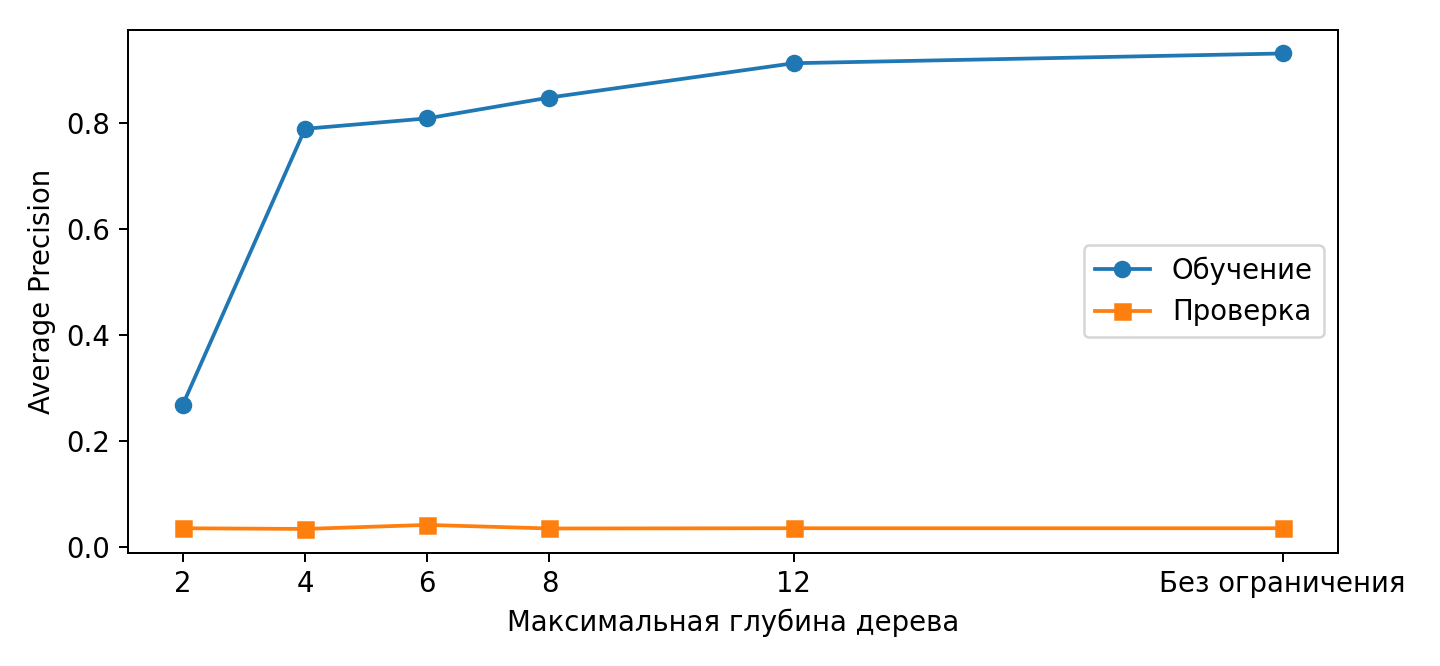 Average Precision
0.8
0.6
0.4
0.2
0.0
Обучение
Проверка
2 4 6 8 12 Без ограничения
Максимальная глубина дерева